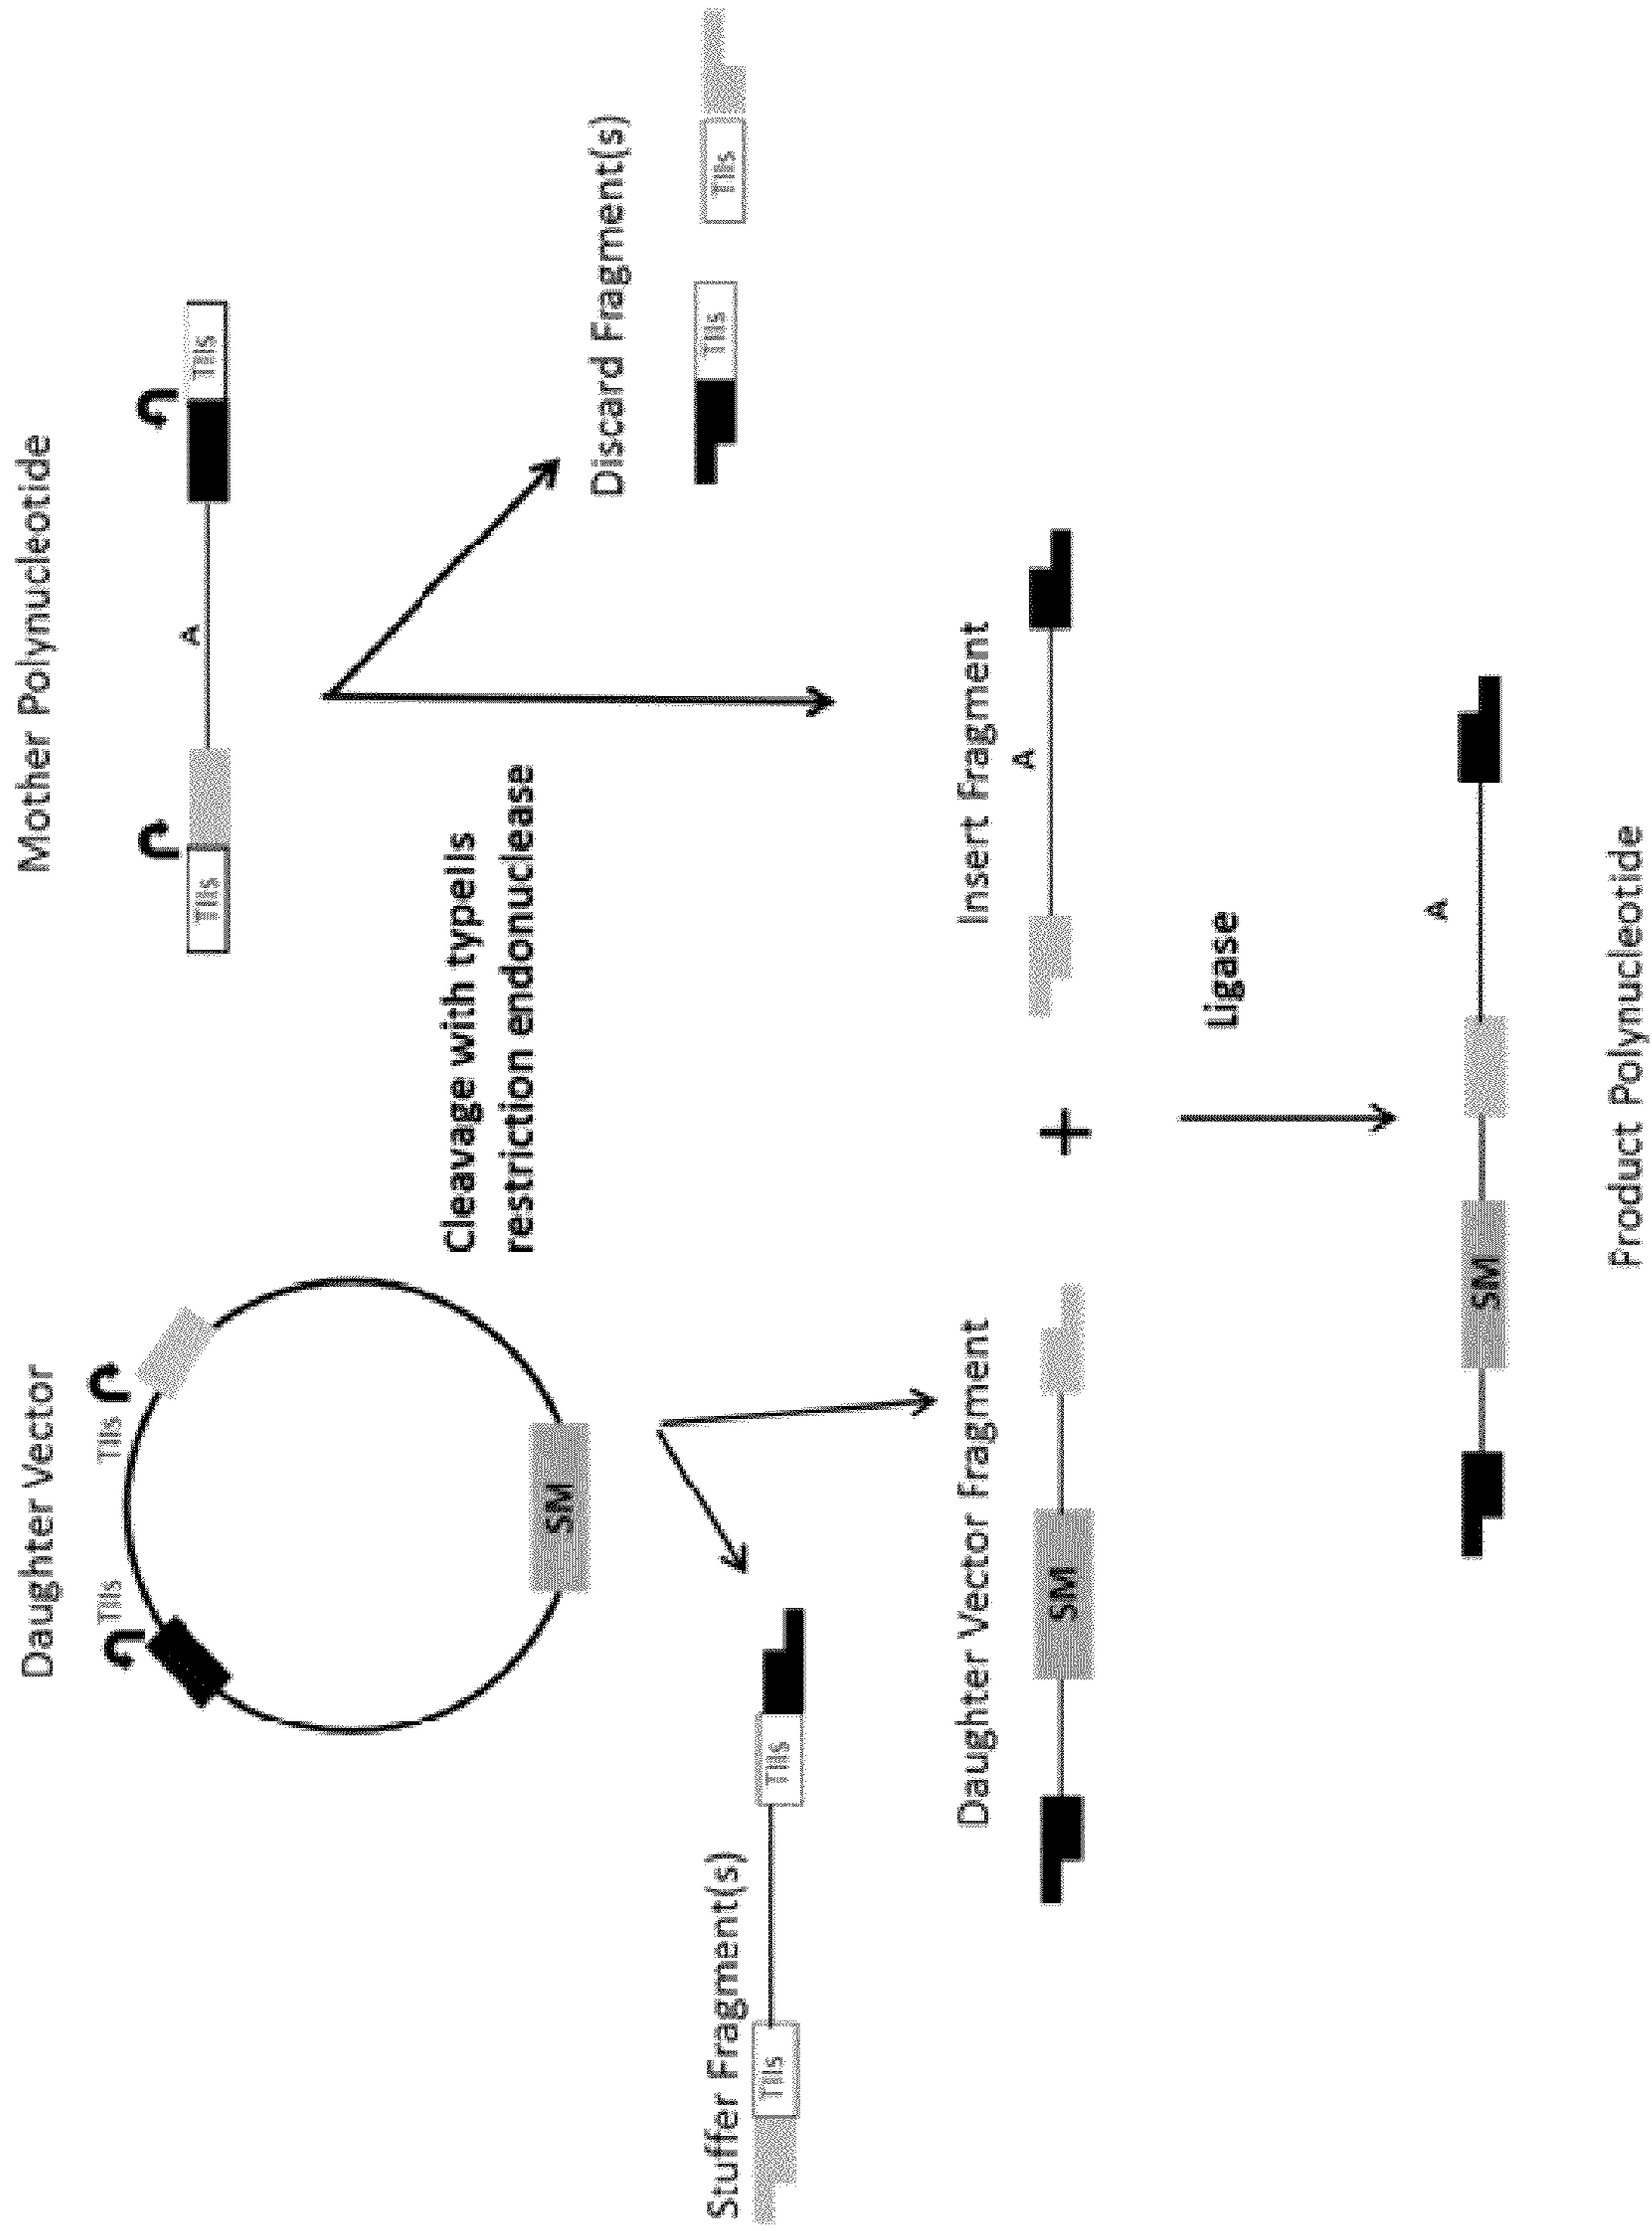 Daughter Vector
Mother Polynucleotide
TIIs
TIIs
TIIs
A
TIIs
SM
Cleavage with typeIIs
restriction endonuclease
Stuffer Fragment(s)
TIIs
TIIs
Discard Fragment(s)
TIIs
TIIs
Daughter Vector Fragment
SM
+
Insert Fragment
A
Ligase
SM
A
Product Polynucleotide